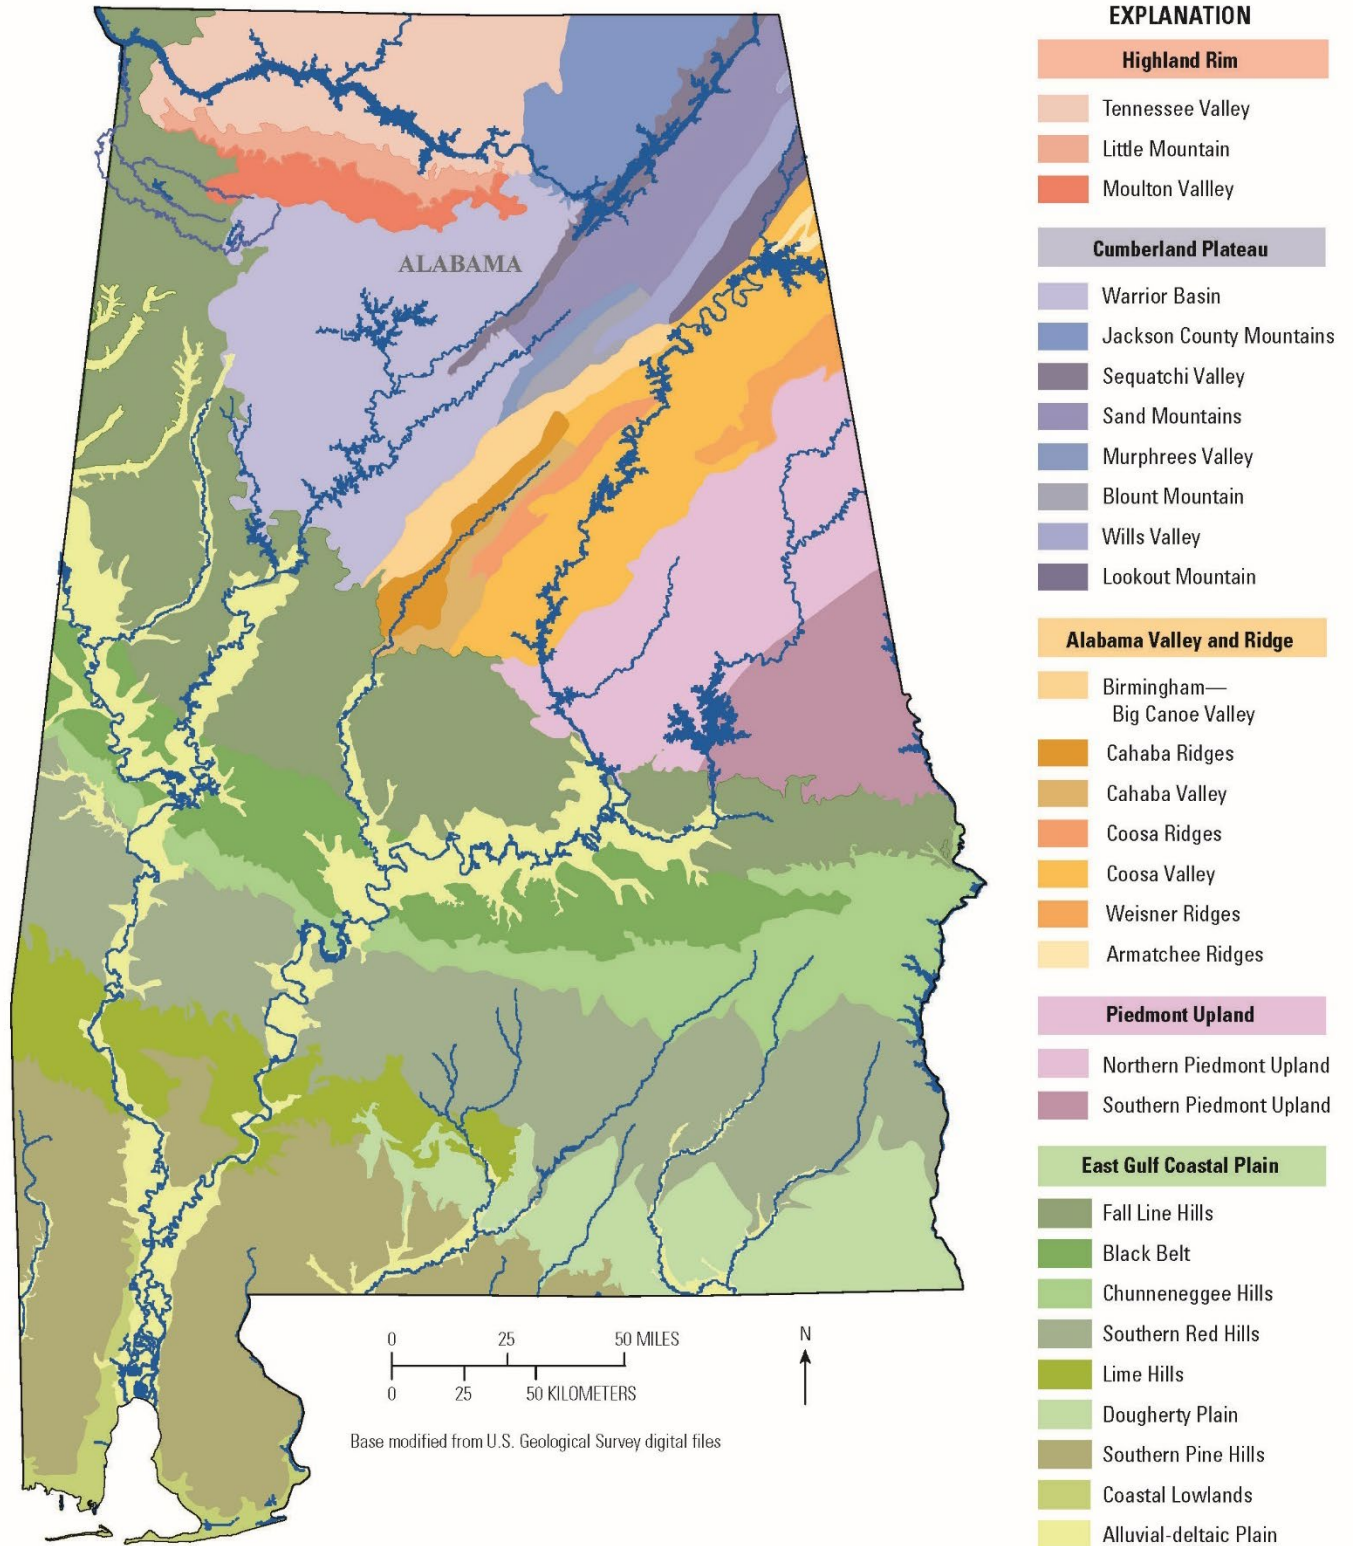 EXPLANATION
Highland Rim
Tennessee Valley
Little Mountain
Moulton Vallley
Cumberland Plateau
Warrior Basin
Jackson County Mountains
Sequatchi Valley
Sand Mountains
Murphrees Valley
Blount Mountain
Wills Valley
Lookout Mountain
Alabama Valley and Ridge
Birmingham—
Big Canoe Valley
Cahaba Ridges
Cahaba Valley
Coosa Ridges
Coosa Valley
Weisner Ridges
Armatchee Ridges
Piedmont Upland
Northern Piedmont Upland
Southern Piedmont Upland
East Gulf Coastal Plain
Fall Line Hills
Black Belt
Chunneneggee Hills
Southern Red Hills
Lime Hills
Dougherty Plain
Southern Pine Hills
Coastal Lowlands
Alluvial-deltaic Plain
ALABAMA
0 25 50 MILES
0 25 50 KILOMETERS
N
Base modified from U.S. Geological Survey digital files